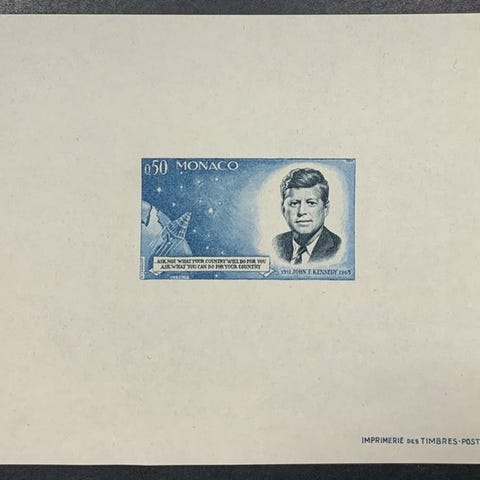 0,50 MONACO
ASK NOT WHAT YOUR COUNTRY WILL DO FOR YOU
ASK WHAT YOU CAN DO FOR YOUR COUNTRY
1917 JOHN F. KENNEDY 1963
IMPRIMERIE DES TIMBRES-POST